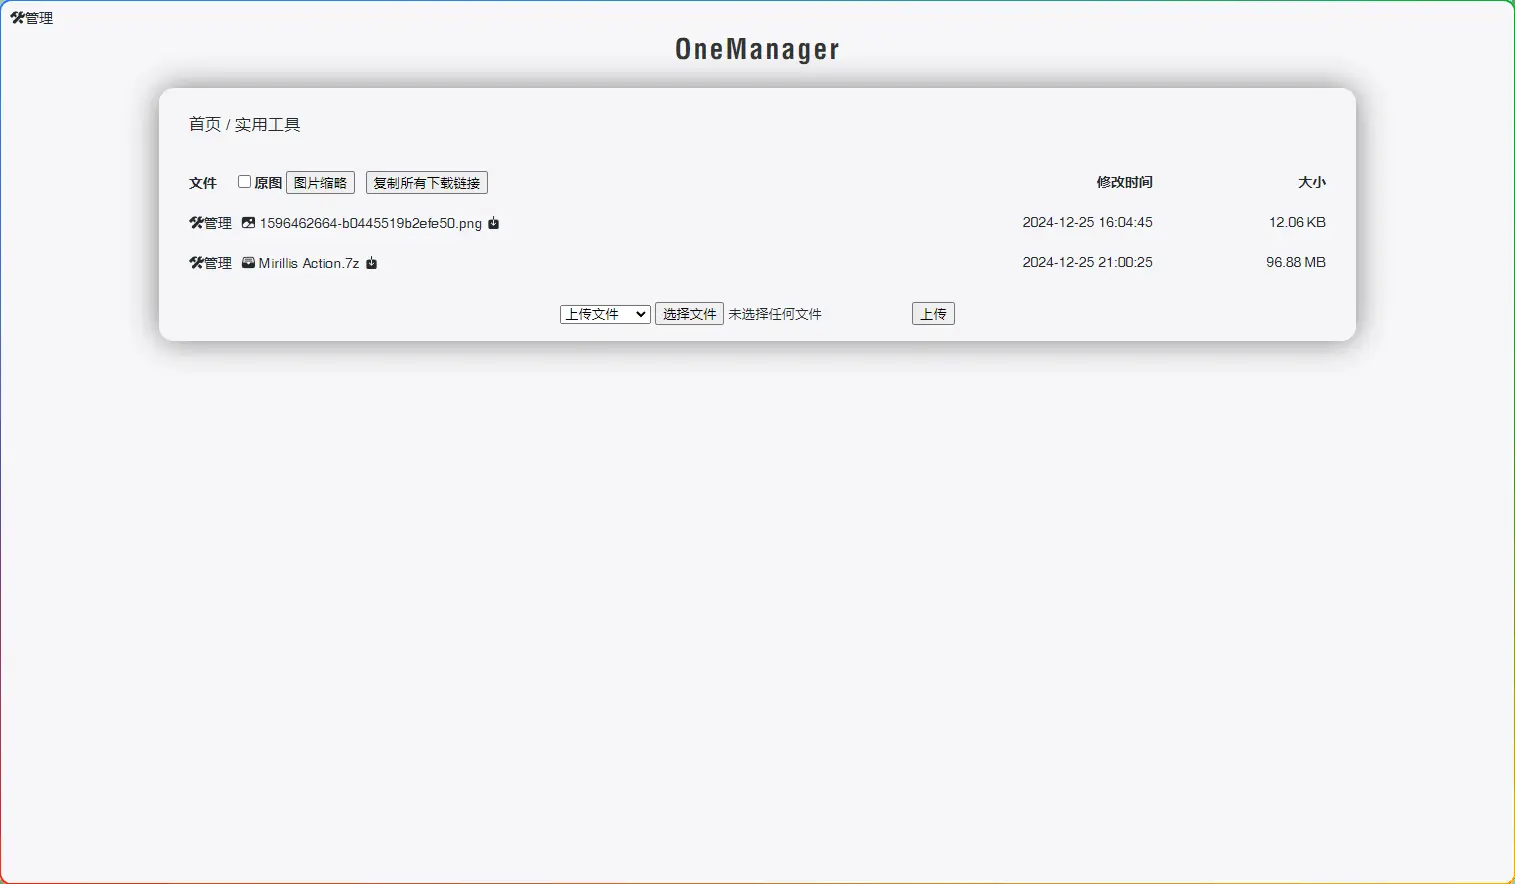 管理
OneManager
首页 / 实用工具
文件 原图 图片缩略 复制所有下载链接 修改时间 大小
管理 1596462664-b0445519b2efe50.png 2024-12-25 16:04:45 12.06 KB
管理 Mirillis Action.7z 2024-12-25 21:00:25 96.88 MB
上传文件 选择文件 未选择任何文件 上传